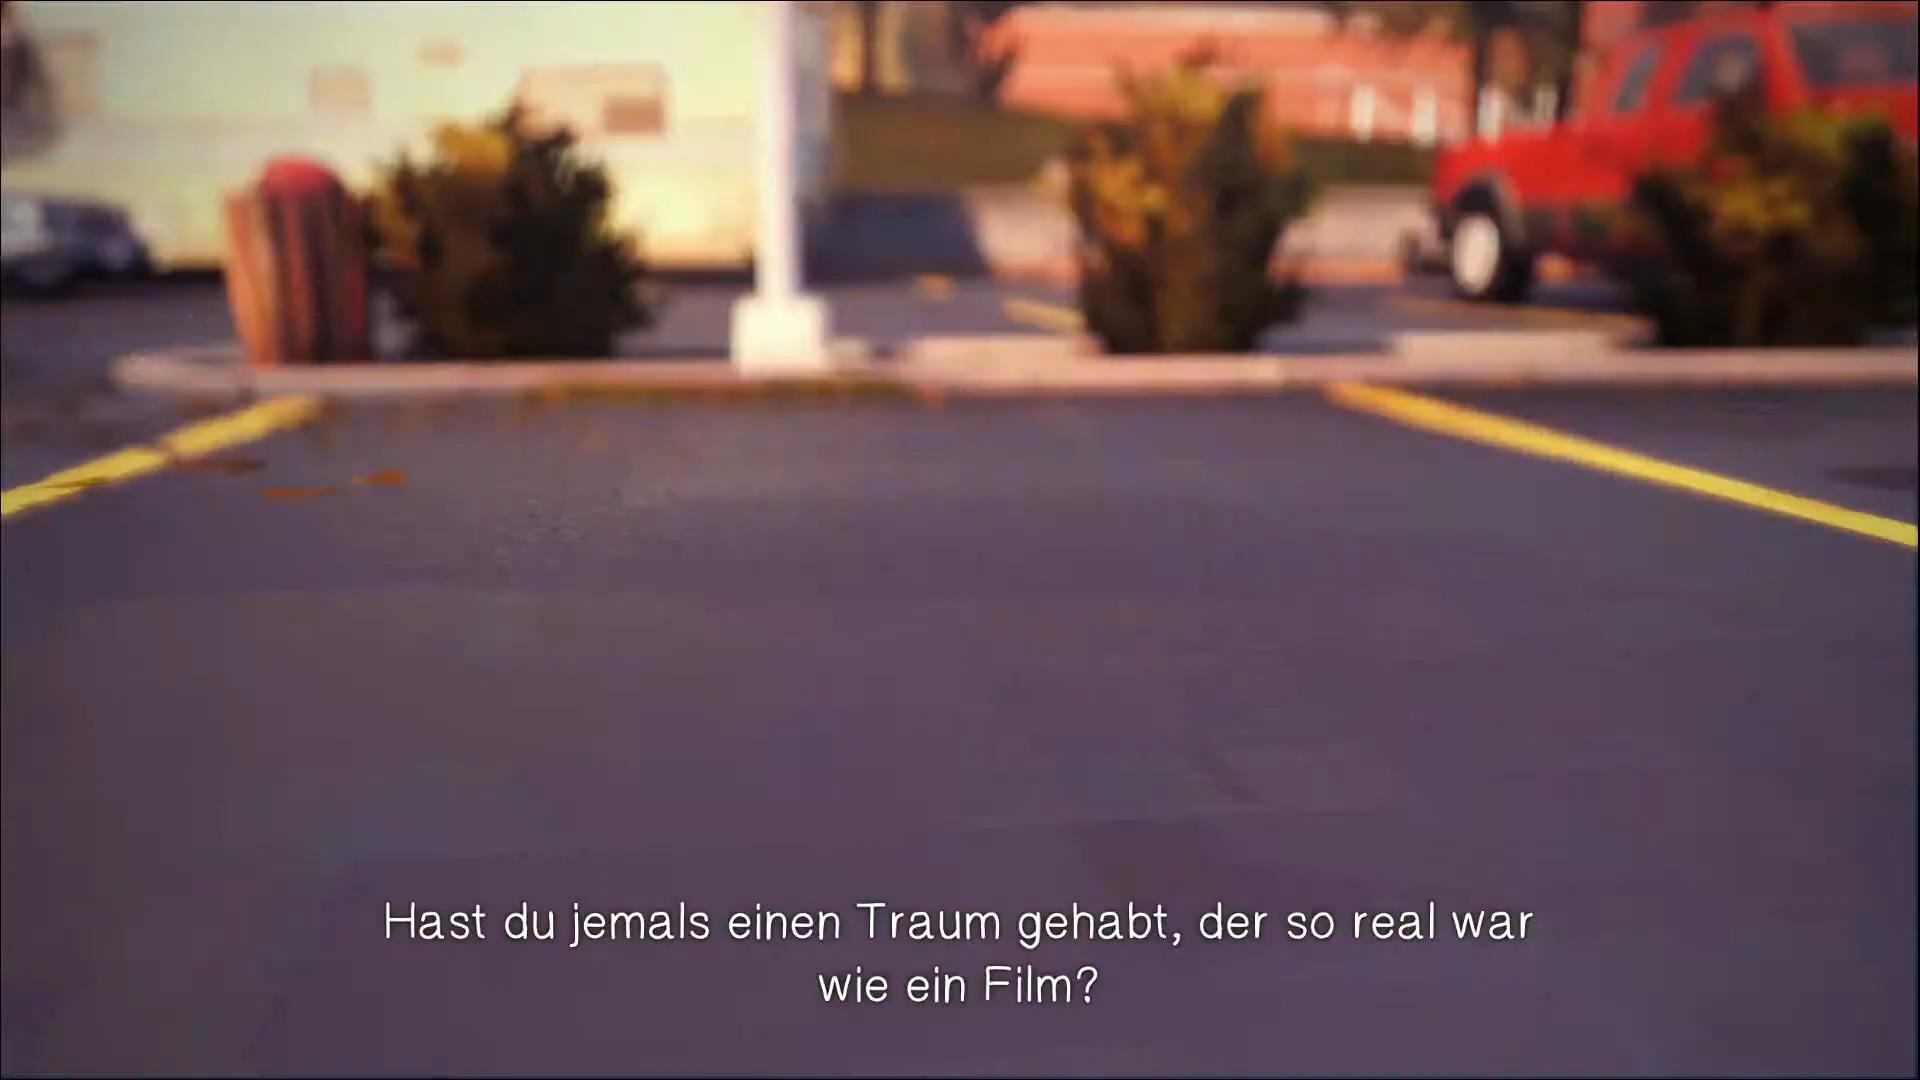 Hast du jemals einen Traum gehabt, der so real war
wie ein Film?